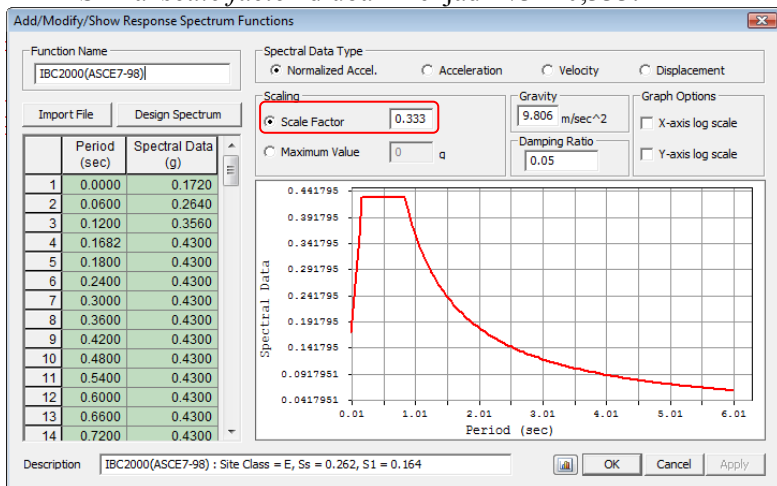 Add/Modify/Show Response Spectrum Functions
Function Name
IBC2000(ASCE7-98)
Import File
Design Spectrum
Period (sec) Spectral Data (g)
1 0.0000 0.1720
2 0.0600 0.2640
3 0.1200 0.3560
4 0.1682 0.4300
5 0.1800 0.4300
6 0.2400 0.4300
7 0.3000 0.4300
8 0.3600 0.4300
9 0.4200 0.4300
10 0.4800 0.4300
11 0.5400 0.4300
12 0.6000 0.4300
13 0.6600 0.4300
14 0.7200 0.4300
Spectral Data Type
Normalized Accel. Acceleration Velocity Displacement
Scaling
Scale Factor 0.333
Maximum Value 0 g
Gravity
9.806 m/sec^2
Damping Ratio
0.05
Graph Options
X-axis log scale
Y-axis log scale
0.441795
0.391795
0.341795
0.291795
0.241795
0.191795
0.141795
0.0917951
0.0417951
Spectral Data
0.01 1.01 2.01 3.01 4.01 5.01 6.01
Period (sec)
Description IBC2000(ASCE7-98) : Site Class = E, Ss = 0.262, S1 = 0.164
OK Cancel Apply